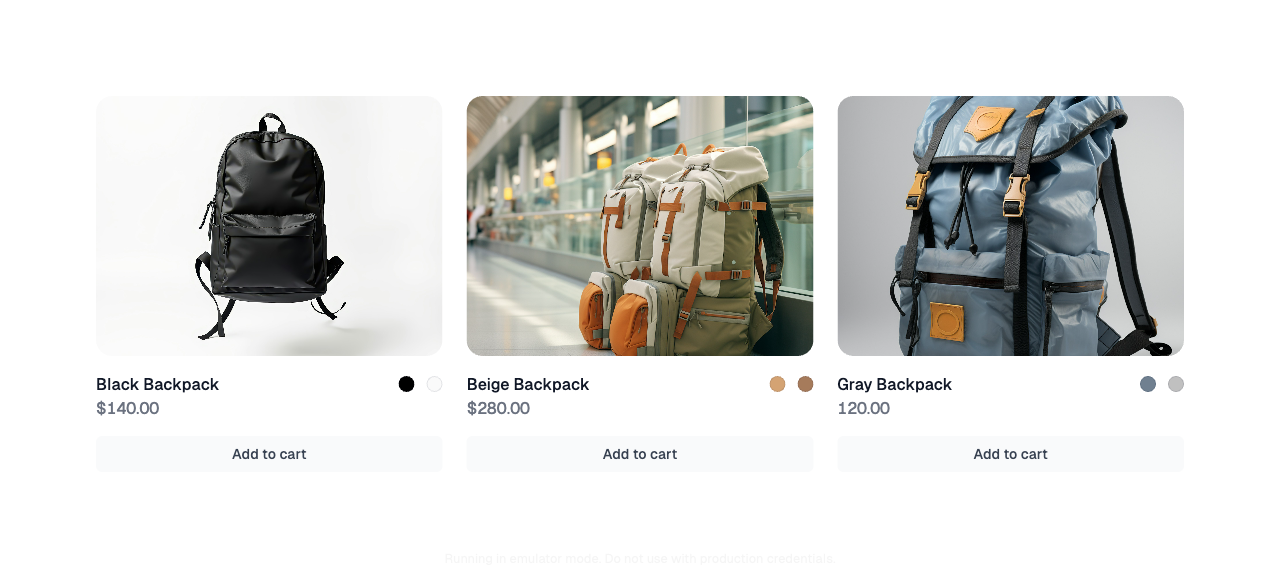 Black Backpack
$140.00
Add to cart
Beige Backpack
$280.00
Add to cart
Gray Backpack
120.00
Add to cart
Running in emulator mode. Do not use with production credentials.